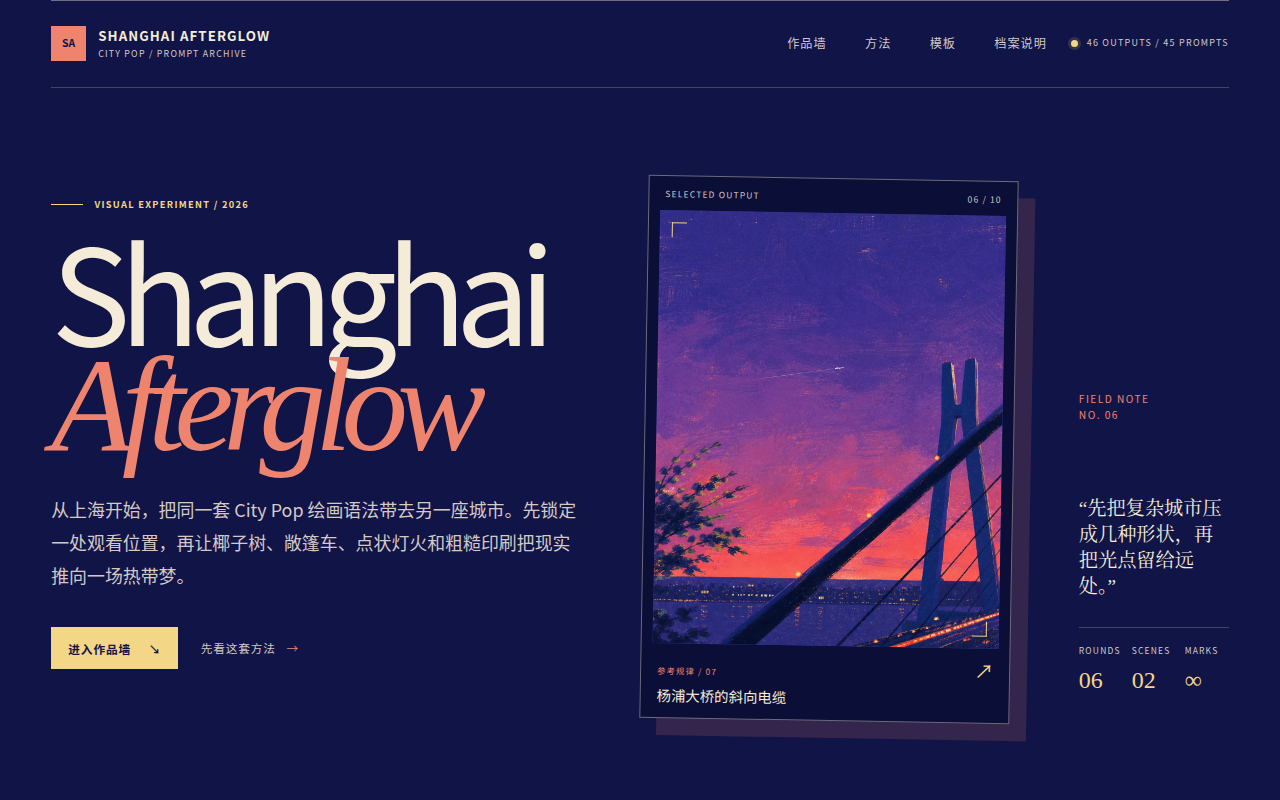 SA
SHANGHAI AFTERGLOW
CITY POP / PROMPT ARCHIVE
作品墙
方法
模板
档案说明
46 OUTPUTS / 45 PROMPTS
VISUAL EXPERIMENT / 2026
Shanghai
Afterglow
从上海开始，把同一套 City Pop 绘画语法带去另一座城市。先锁定
一处观看位置，再让椰子树、敞篷车、点状灯火和粗糙印刷把现实
推向一场热带梦。
进入作品墙 ↘
先看这套方法 →
SELECTED OUTPUT
06 / 10
参考规律 / 07
杨浦大桥的斜向电缆
↗
FIELD NOTE
NO. 06
“先把复杂城市压
成几种形状，再
把光点留给远
处。”
ROUNDS SCENES MARKS
06 02 ∞